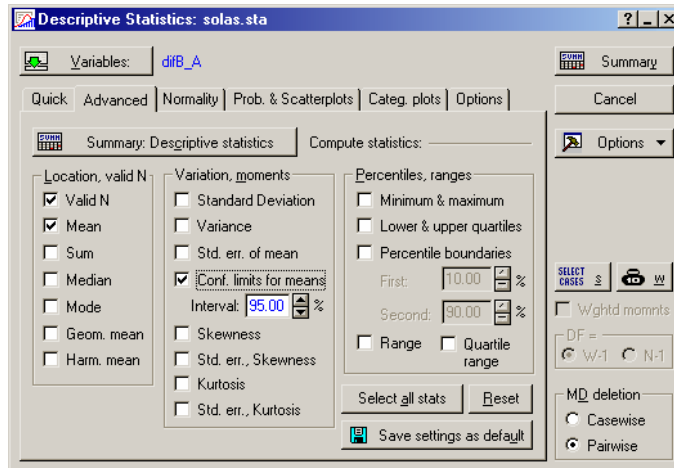 Descriptive Statistics: solas.sta
Variables: difB_A
Summary
Quick Advanced Normality Prob. & Scatterplots Categ. plots Options
Cancel
Options
Summary: Descriptive statistics Compute statistics:
Location, valid N
Valid N
Mean
Sum
Median
Mode
Geom. mean
Harm. mean
Variation, moments
Standard Deviation
Variance
Std. err. of mean
Conf. limits for means
Interval: 95.00 %
Skewness
Std. err., Skewness
Kurtosis
Std. err., Kurtosis
Percentiles, ranges
Minimum & maximum
Lower & upper quartiles
Percentile boundaries
First: 10.00 %
Second: 90.00 %
Range
Quartile
range
Select all stats Reset
Save settings as default
SELECT
CASES S W
Wghtd momnts
DF =
W-1 N-1
MD deletion
Casewise
Pairwise